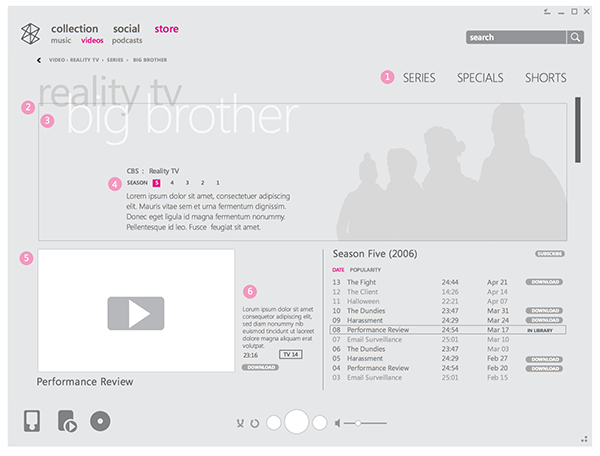 collection social store
music videos podcasts
search
VIDEO › REALITY TV › SERIES › BIG BROTHER
1 SERIES SPECIALS SHORTS
reality tv
2
3 big brother
CBS : Reality TV
4 SEASON 5 4 3 2 1
Lorem ipsum dolor sit amet, consectetuer adipiscing
elit. Mauris vitae sem et urna fermentum dignissim.
Donec eget ligula id magna fermentum nonummy.
Pellentesque id leo. Fusce feugiat sit amet.
5
6
Lorem ipsum dolor sit amet
consequetor adipiscing elit,
sed diam nonummy nibh
euismod tincidunt ut laoreet
dolore magna aliquam erat
volutpat.
23:16 TV 14
DOWNLOAD
Performance Review
Season Five (2006) SUBSCRIBE
DATE POPULARITY
13 The Fight 24:44 Apr 21 DOWNLOAD
12 The Client 14:26 Apr 14
11 Halloween 22:21 Apr 07
10 The Dundies 23:47 Mar 31 DOWNLOAD
09 Harassment 24:29 Mar 24 DOWNLOAD
08 Performance Review 24:54 Mar 17 IN LIBRARY
07 Email Surveillance 25:01 Mar 10
06 The Dundies 23:47 Mar 03
05 Harassment 24:29 Feb 27 DOWNLOAD
04 Performance Review 24:54 Feb 20 DOWNLOAD
03 Email Surveillance 25:01 Feb 15